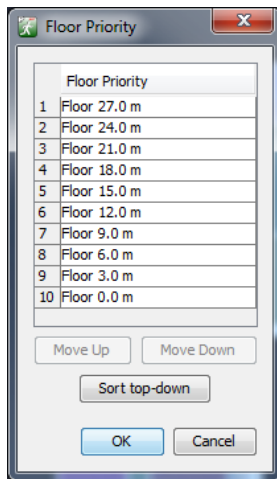 Floor Priority
Floor Priority
1 Floor 27.0 m
2 Floor 24.0 m
3 Floor 21.0 m
4 Floor 18.0 m
5 Floor 15.0 m
6 Floor 12.0 m
7 Floor 9.0 m
8 Floor 6.0 m
9 Floor 3.0 m
10 Floor 0.0 m
Move Up Move Down
Sort top-down
OK Cancel